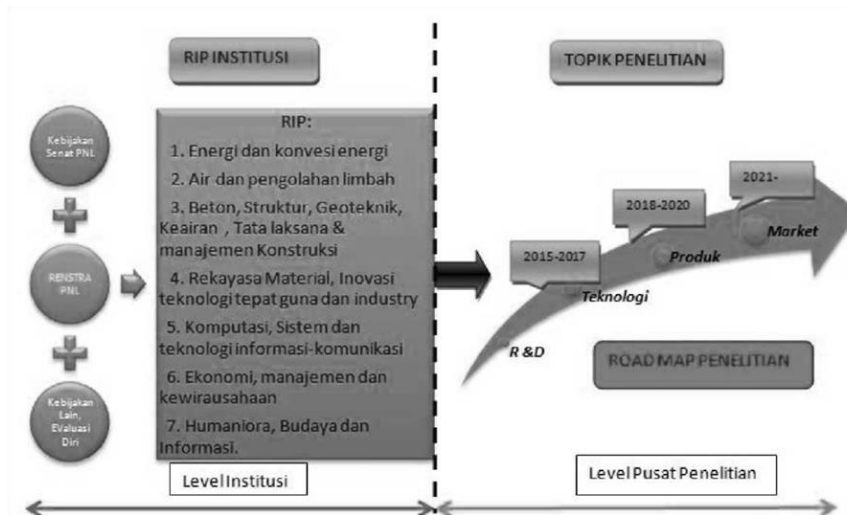 RIP INSTITUSI
Kebijakan
Senat PNL
RENSTRA
PNL
Kebijakan
Lain,
EValuasi
Diri
RIP:
1. Energi dan konvesi energi
2. Air dan pengolahan limbah
3. Beton, Struktur, Geoteknik,
Keairan , Tata laksana &
manajemen Konstruksi
4. Rekayasa Material, Inovasi
teknologi tepat guna dan industry
5. Komputasi, Sistem dan
teknologi informasi-komunikasi
6. Ekonomi, manajemen dan
kewirausahaan
7. Humaniora, Budaya dan
Informasi.
Level Institusi
TOPIK PENELITIAN
2021-
2018-2020
2015-2017
Market
Produk
Teknologi
R &D
ROAD MAP PENELITIAN
Level Pusat Penelitian